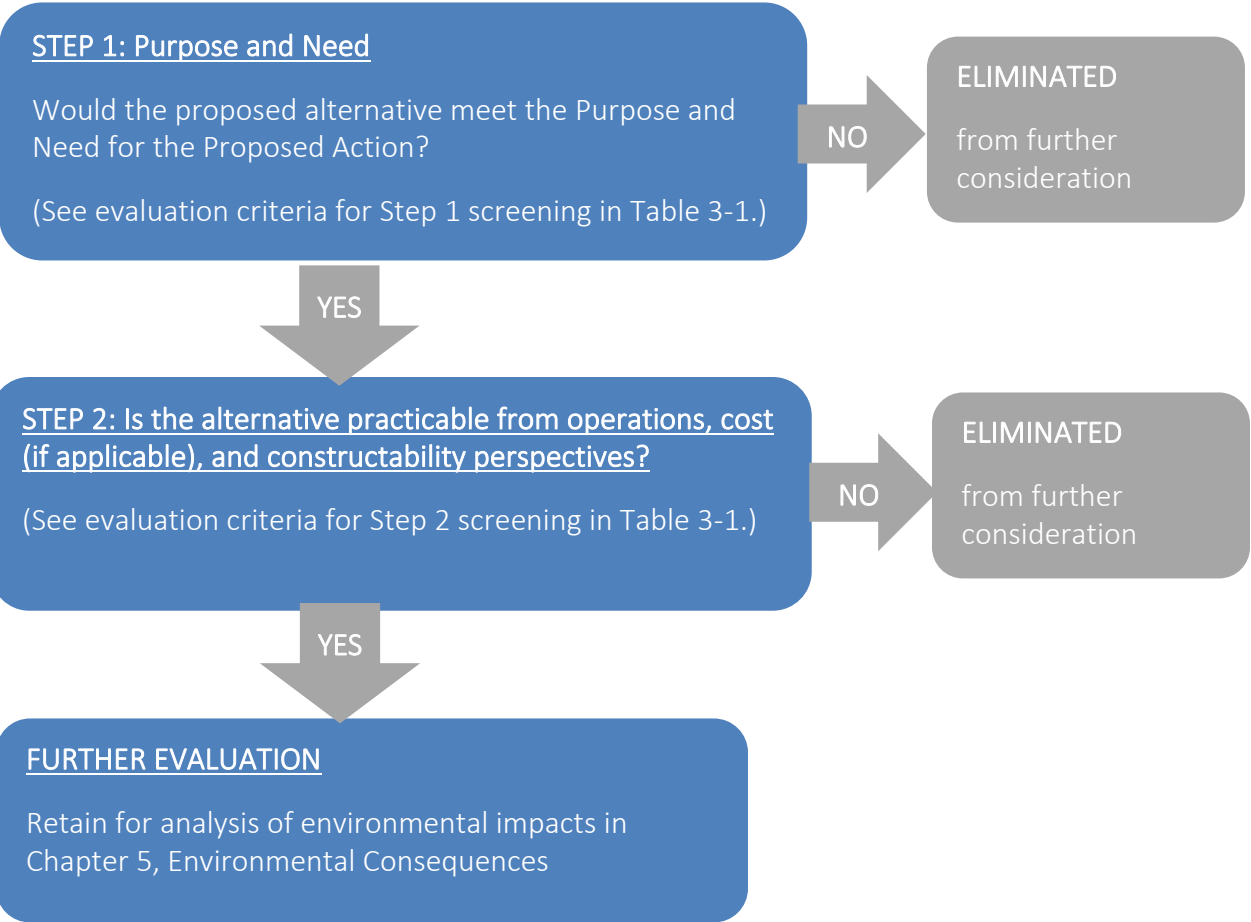 STEP 1: Purpose and Need
Would the proposed alternative meet the Purpose and
Need for the Proposed Action?
(See evaluation criteria for Step 1 screening in Table 3-1.)
NO
ELIMINATED
from further
consideration
YES
STEP 2: Is the alternative practicable from operations, cost
(if applicable), and constructability perspectives?
(See evaluation criteria for Step 2 screening in Table 3-1.)
NO
ELIMINATED
from further
consideration
YES
FURTHER EVALUATION
Retain for analysis of environmental impacts in
Chapter 5, Environmental Consequences